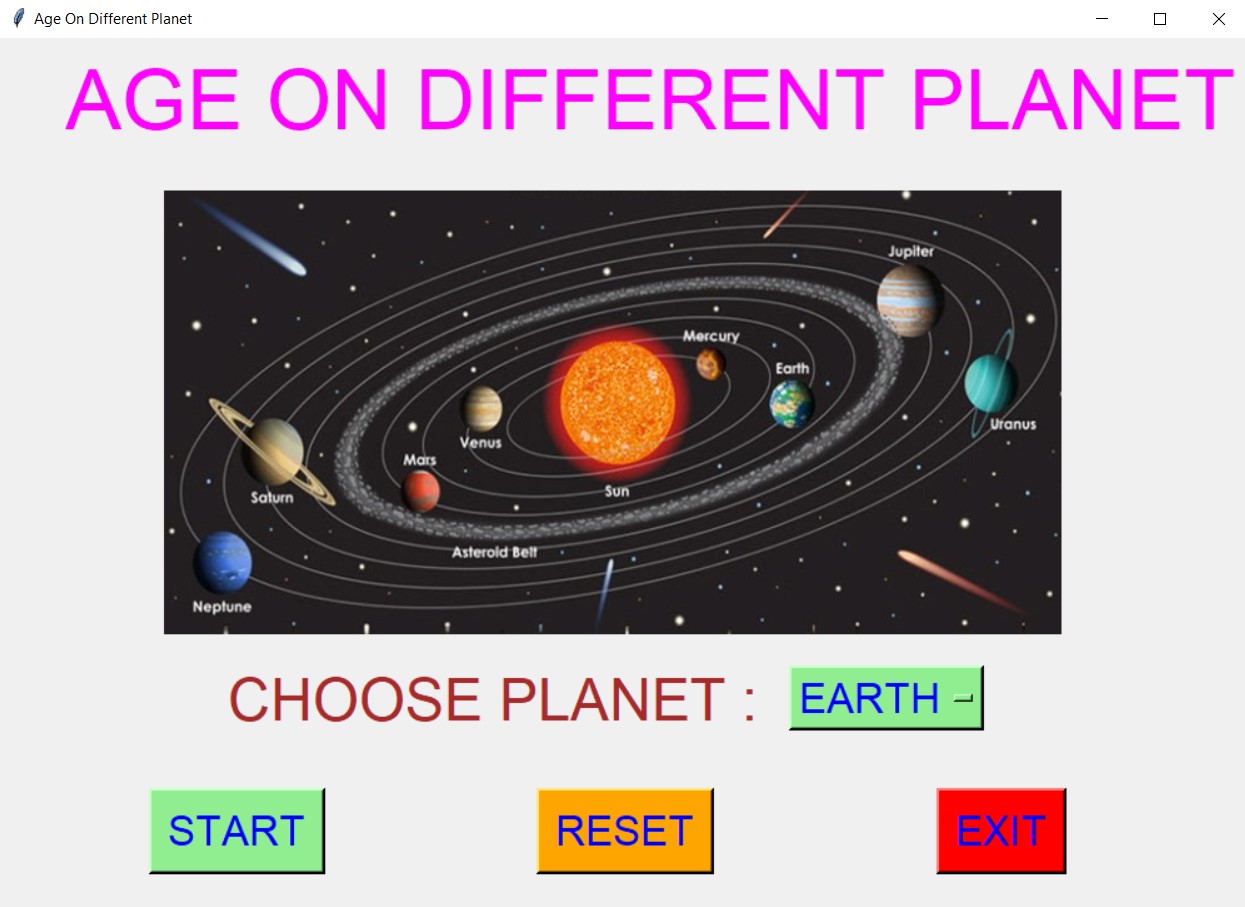 Age On Different Planet
AGE ON DIFFERENT PLANET
Jupiter
Mercury
Earth
Uranus
Venus
Mars
Saturn
Sun
Asteroid Belt
Neptune
CHOOSE PLANET : EARTH
START RESET EXIT